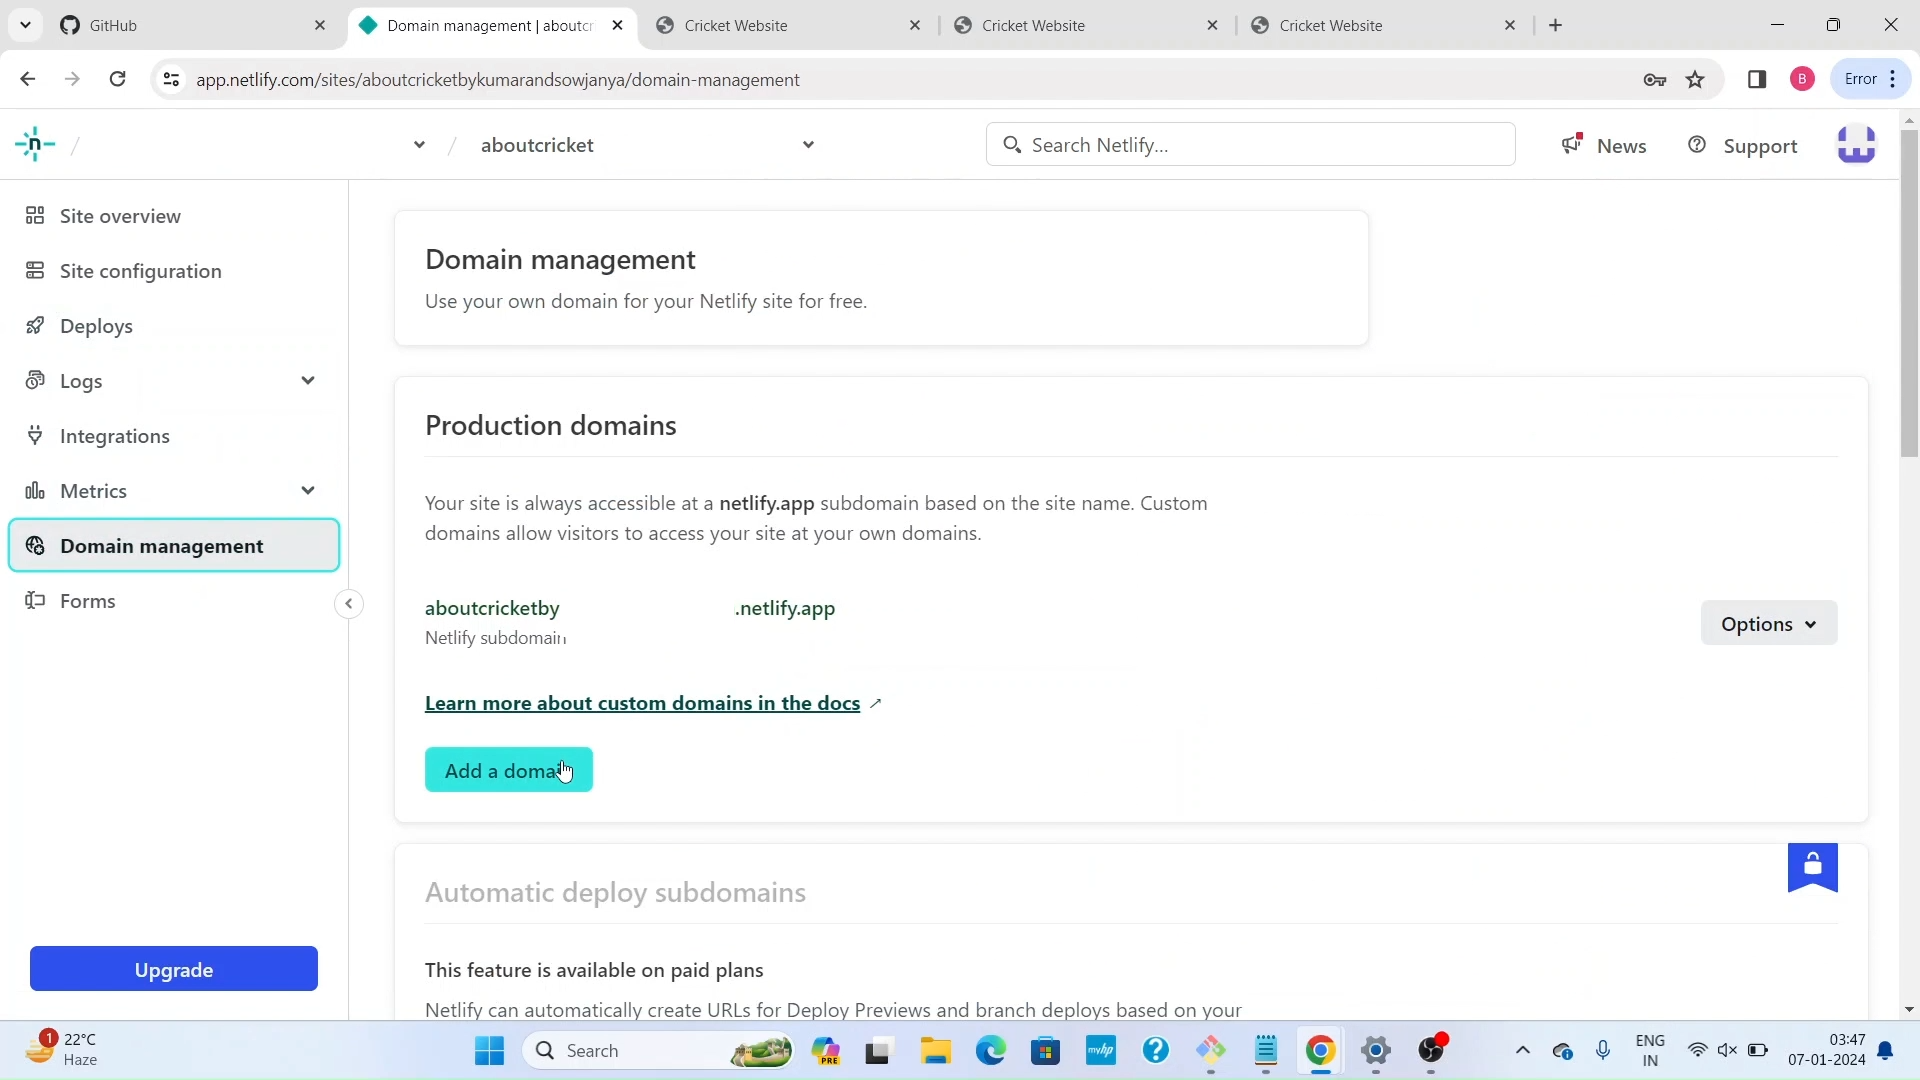 GitHub
Domain management | aboutcr
Cricket Website
Cricket Website
Cricket Website
app.netlify.com/sites/aboutcricketbykumarandsowjanya/domain-management
B
Error
/
/ aboutcricket
Search Netlify...
News
Support
Site overview
Site configuration
Deploys
Logs
Integrations
Metrics
Domain management
Forms
Upgrade
Domain management
Use your own domain for your Netlify site for free.
Production domains
Your site is always accessible at a netlify.app subdomain based on the site name. Custom
domains allow visitors to access your site at your own domains.
aboutcricketby .netlify.app
Netlify subdomain
Options
Learn more about custom domains in the docs
Add a domain
Automatic deploy subdomains
This feature is available on paid plans
Netlify can automatically create URLs for Deploy Previews and branch deploys based on your
1
22°C
Haze
Search
PRE
myhp
ENG
IN
03:47
07-01-2024